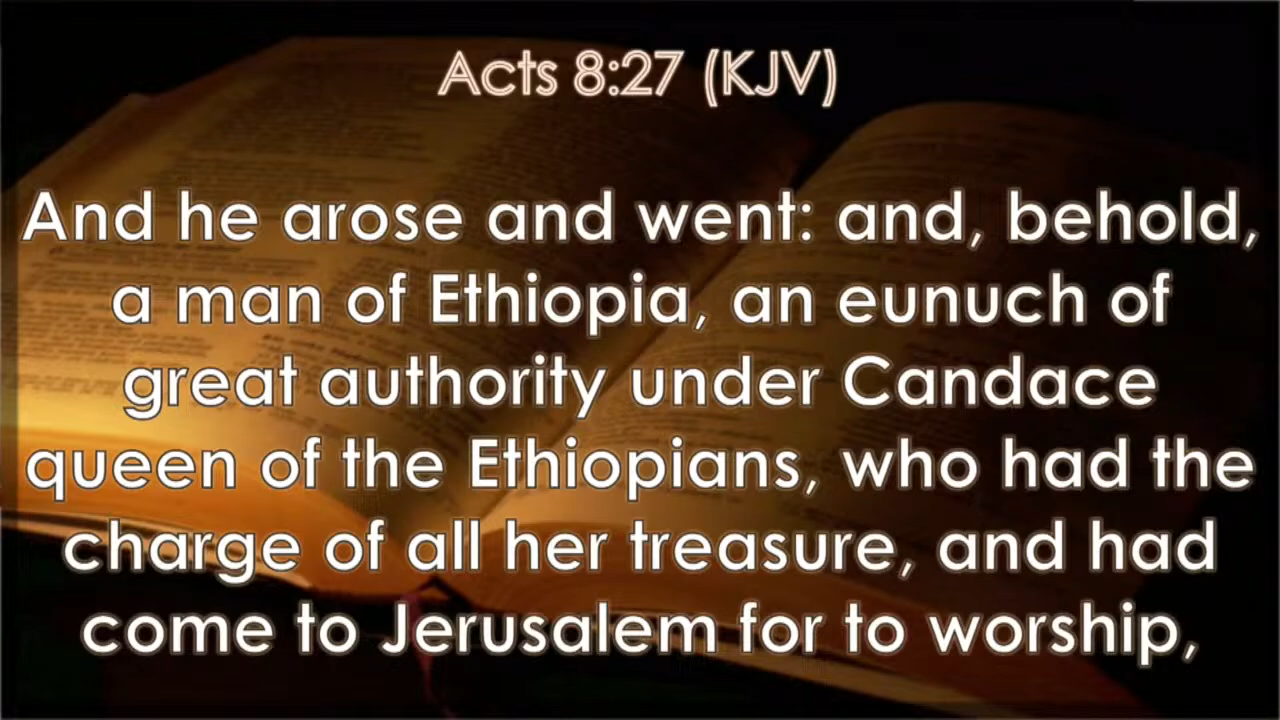 Acts 8:27 (KJV)
And he arose and went: and, behold,
a man of Ethiopia, an eunuch of
great authority under Candace
queen of the Ethiopians, who had the
charge of all her treasure, and had
come to Jerusalem for to worship,